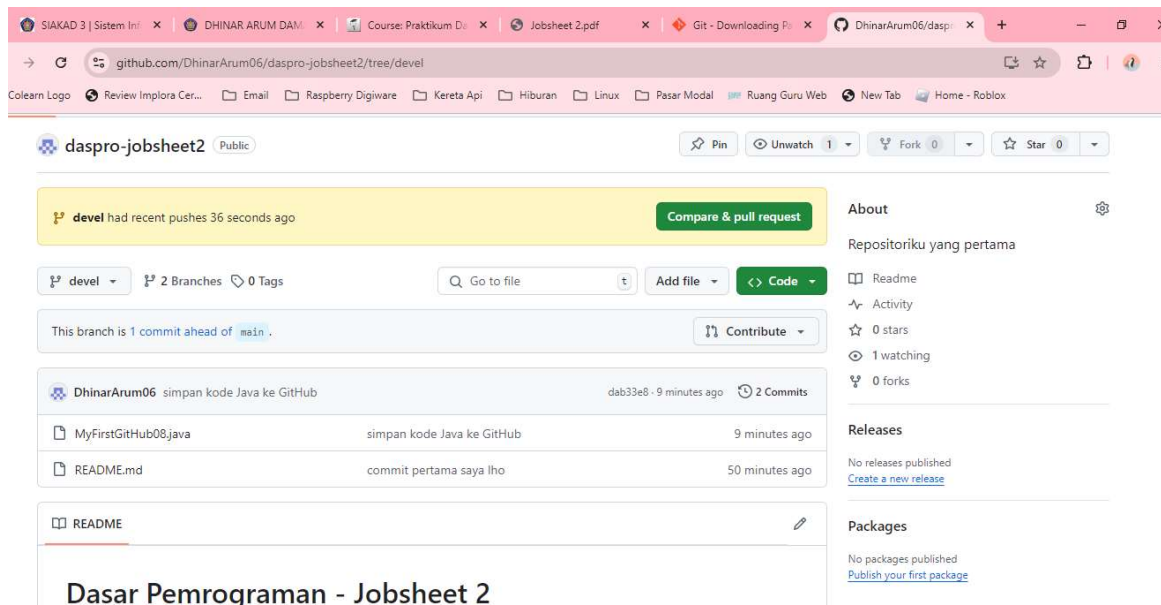 SIAKAD 3 | Sistem Inf
DHINAR ARUM DAM
Course: Praktikum Da
Jobsheet 2.pdf
Git - Downloading Pa
DhinarArum06/daspr
github.com/DhinarArum06/daspro-jobsheet2/tree/devel
Colearn Logo
Review Implora Cer...
Email
Raspberry Digiware
Kereta Api
Hiburan
Linux
Pasar Modal
Ruang Guru Web
New Tab
Home - Roblox
daspro-jobsheet2 Public
Pin
Unwatch 1
Fork 0
Star 0
devel had recent pushes 36 seconds ago
Compare & pull request
devel
2 Branches
0 Tags
Go to file
t
Add file
<> Code
This branch is 1 commit ahead of main .
Contribute
DhinarArum06 simpan kode Java ke GitHub
dab33e8 · 9 minutes ago
2 Commits
MyFirstGitHub08.java
simpan kode Java ke GitHub
9 minutes ago
README.md
commit pertama saya lho
50 minutes ago
README
Dasar Pemrograman - Jobsheet 2
About
Repositoriku yang pertama
Readme
Activity
0 stars
1 watching
0 forks
Releases
No releases published
Create a new release
Packages
No packages published
Publish your first package